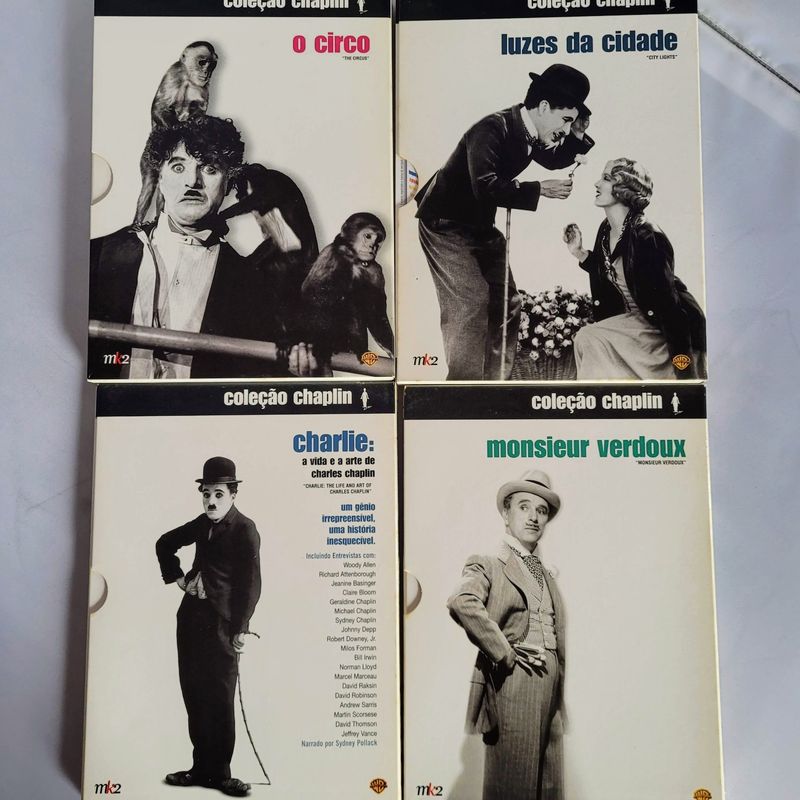 coleção chaplin
o circo
"THE CIRCUS"
mk2
coleção chaplin
luzes da cidade
"CITY LIGHTS"
mk2
coleção chaplin
charlie:
a vida e a arte de
charles chaplin
"CHARLIE: THE LIFE AND ART OF
CHARLES CHAPLIN"
um gênio
irrepreensível,
uma história
inesquecível.
Incluindo Entrevistas com:
Woody Allen
Richard Attenborough
Jeanine Basinger
Claire Bloom
Geraldine Chaplin
Michael Chaplin
Sydney Chaplin
Johnny Depp
Robert Downey, Jr.
Milos Forman
Bill Irwin
Norman Lloyd
Marcel Marceau
David Raksin
David Robinson
Andrew Sarris
Martin Scorsese
David Thomson
Jeffrey Vance
Narrado por Sydney Pollack
mk2
coleção chaplin
monsieur verdoux
"MONSIEUR VERDOUX"
mk2